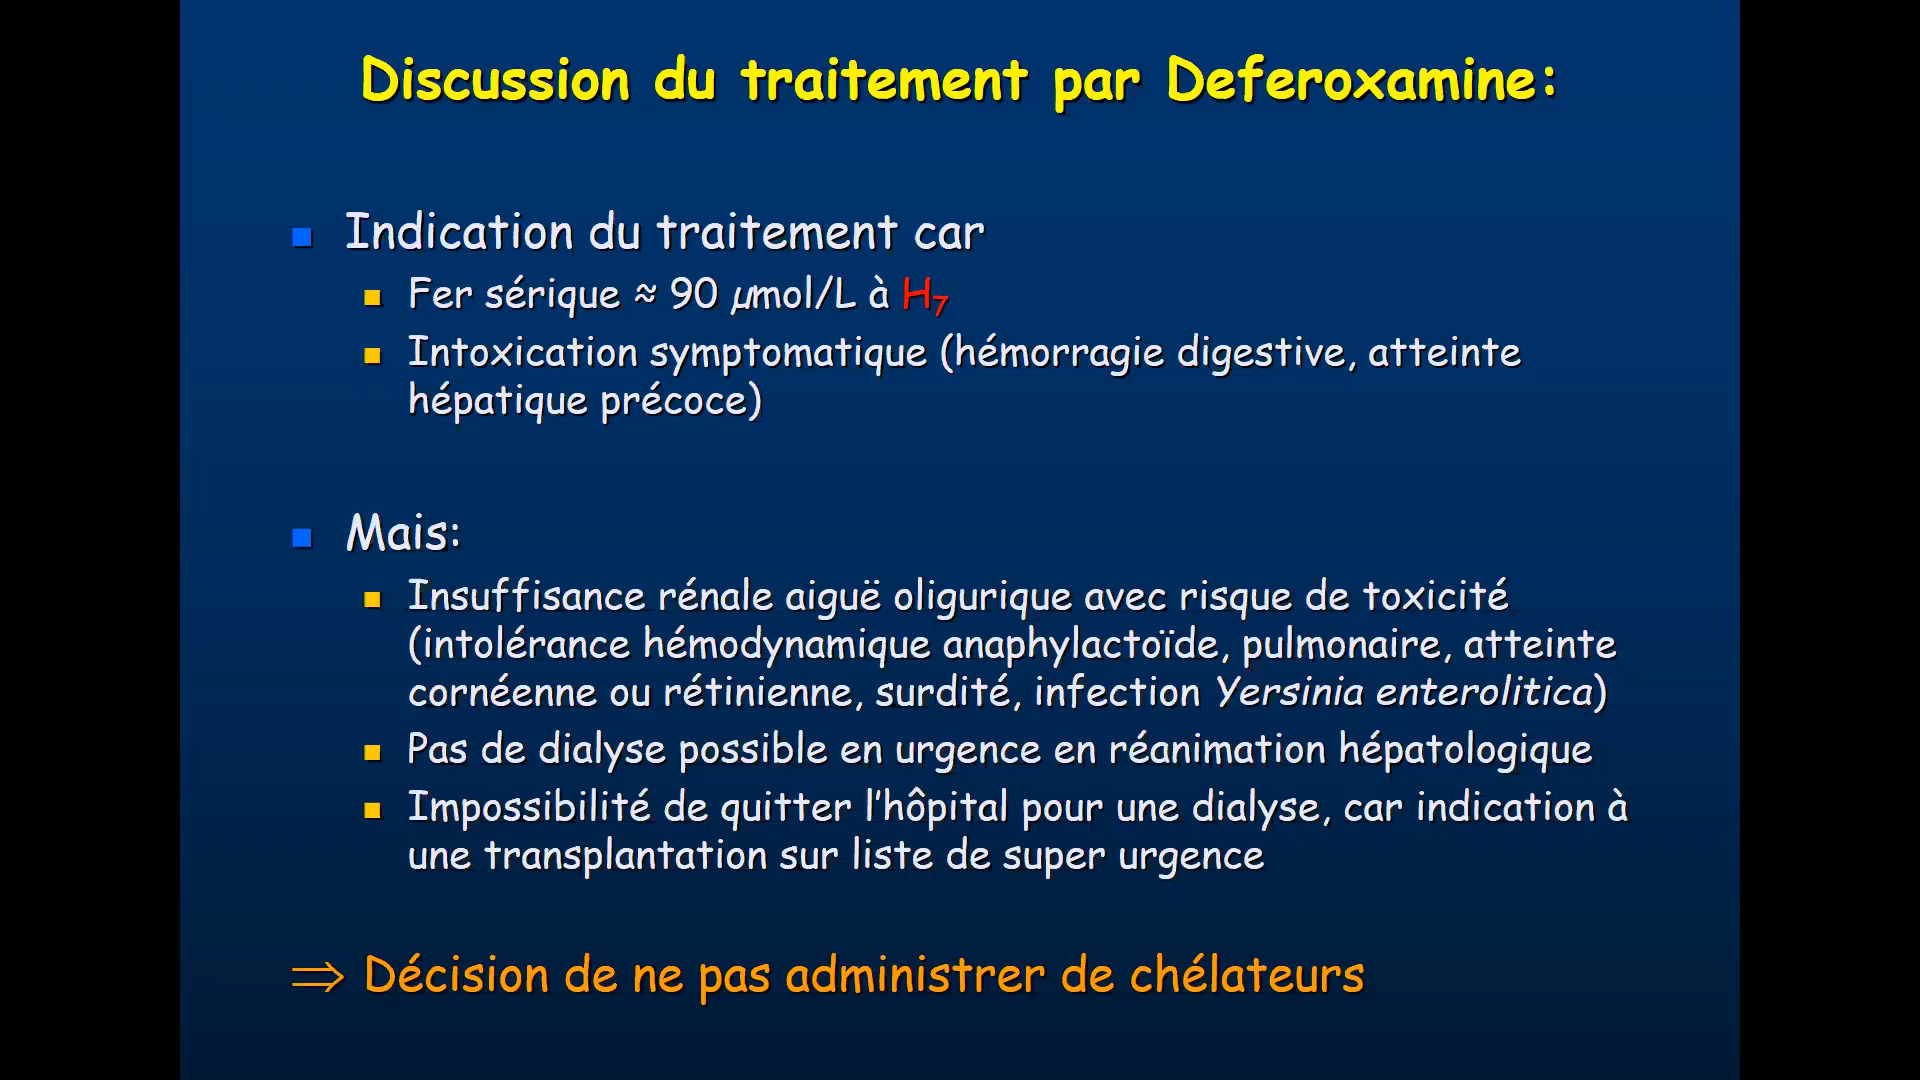 Discussion du traitement par Deferoxamine:
Indication du traitement car
Fer sérique ≈ 90 µmol/L à H₇
Intoxication symptomatique (hémorragie digestive, atteinte
hépatique précoce)
Mais:
Insuffisance rénale aiguë oligurique avec risque de toxicité
(intolérance hémodynamique anaphylactoïde, pulmonaire, atteinte
cornéenne ou rétinienne, surdité, infection Yersinia enterolitica)
Pas de dialyse possible en urgence en réanimation hépatologique
Impossibilité de quitter l'hôpital pour une dialyse, car indication à
une transplantation sur liste de super urgence
⇒ Décision de ne pas administrer de chélateurs